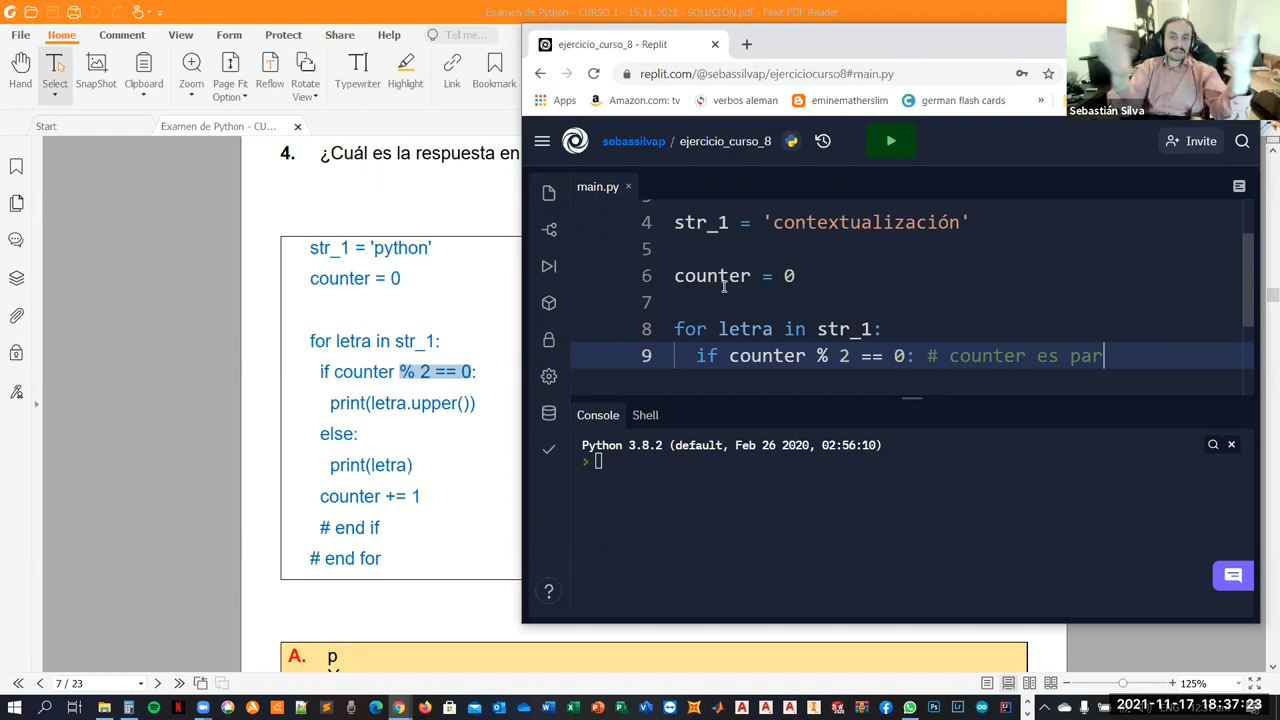 Examen de Python - CURSO 1 - 15.11.2021 - SOLUCIÓN.pdf - Foxit PDF Reader
File
Home
Comment
View
Form
Protect
Share
Help
Tell me...
Hand
Select
SnapShot
Clipboard
Zoom
Page Fit
Option
Reflow
Rotate
View
Typewriter
Highlight
Link
Bookmark
Start
Examen de Python - CU...
4. ¿Cuál es la respuesta en
str_1 = 'python'
counter = 0
for letra in str_1:
if counter % 2 == 0:
print(letra.upper())
else:
print(letra)
counter += 1
# end if
# end for
A. p
7 / 23
125%
ejercicio_curso_8 - Replit
replit.com/@sebassilvap/ejerciciocurso8#main.py
Apps
Amazon.com: tv
verbos aleman
eminematherslim
german flash cards
»
Sebastián Silva
sebassilvap / ejercicio_curso_8
Invite
main.py
4 str_1 = 'contextualización'
5
6 counter = 0
7
8 for letra in str_1:
9 if counter % 2 == 0: # counter es par
Console
Shell
Python 3.8.2 (default, Feb 26 2020, 02:56:10)
2021-11-17 18:37:23